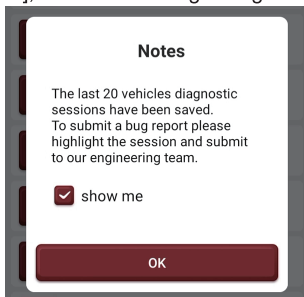 Notes
The last 20 vehicles diagnostic
sessions have been saved.
To submit a bug report please
highlight the session and submit
to our engineering team.
show me
OK